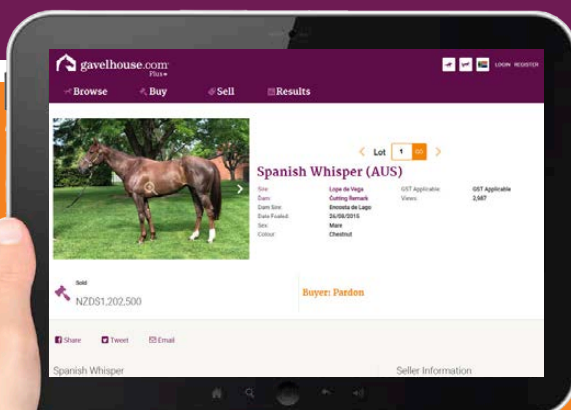 gavelhouse.com
Plus+
LOGIN REGISTER
Browse Buy Sell Results
Lot 1 GO
Spanish Whisper (AUS)
Sire Lope de Vega GST Applicable GST Applicable
Dam Cutting Remark Views 2,987
Dam Sire Encosta de Lago
Date Foaled 26/08/2015
Sex Mare
Colour Chestnut
Sold
NZD$1,202,500
Buyer: Pardon
Share Tweet Email
Spanish Whisper Seller Information